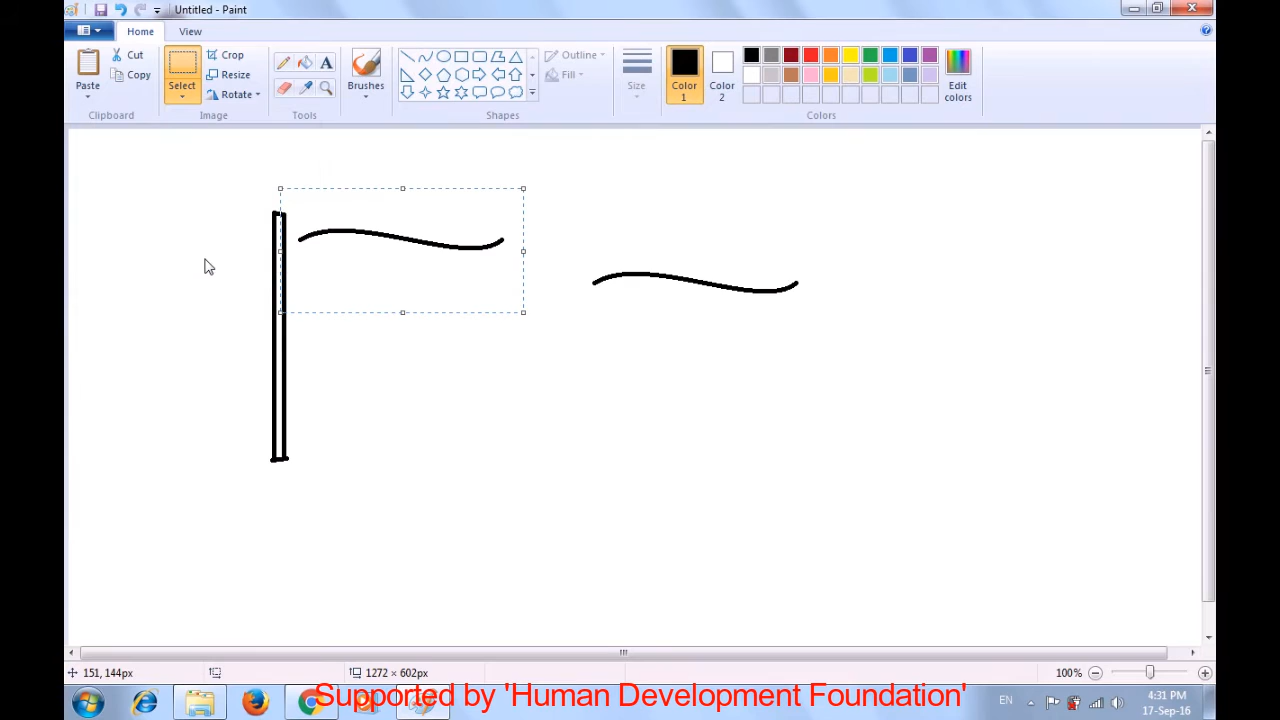 Untitled - Paint
Home View
Paste
Cut
Copy
Clipboard
Select
Crop
Resize
Rotate
Image
A
Tools
Brushes
Shapes
Outline
Fill
Size
Color 1
Color 2
Edit colors
Colors
151, 144px
1272 × 602px
100%
EN
4:31 PM
17-Sep-16
Supported by 'Human Development Foundation'